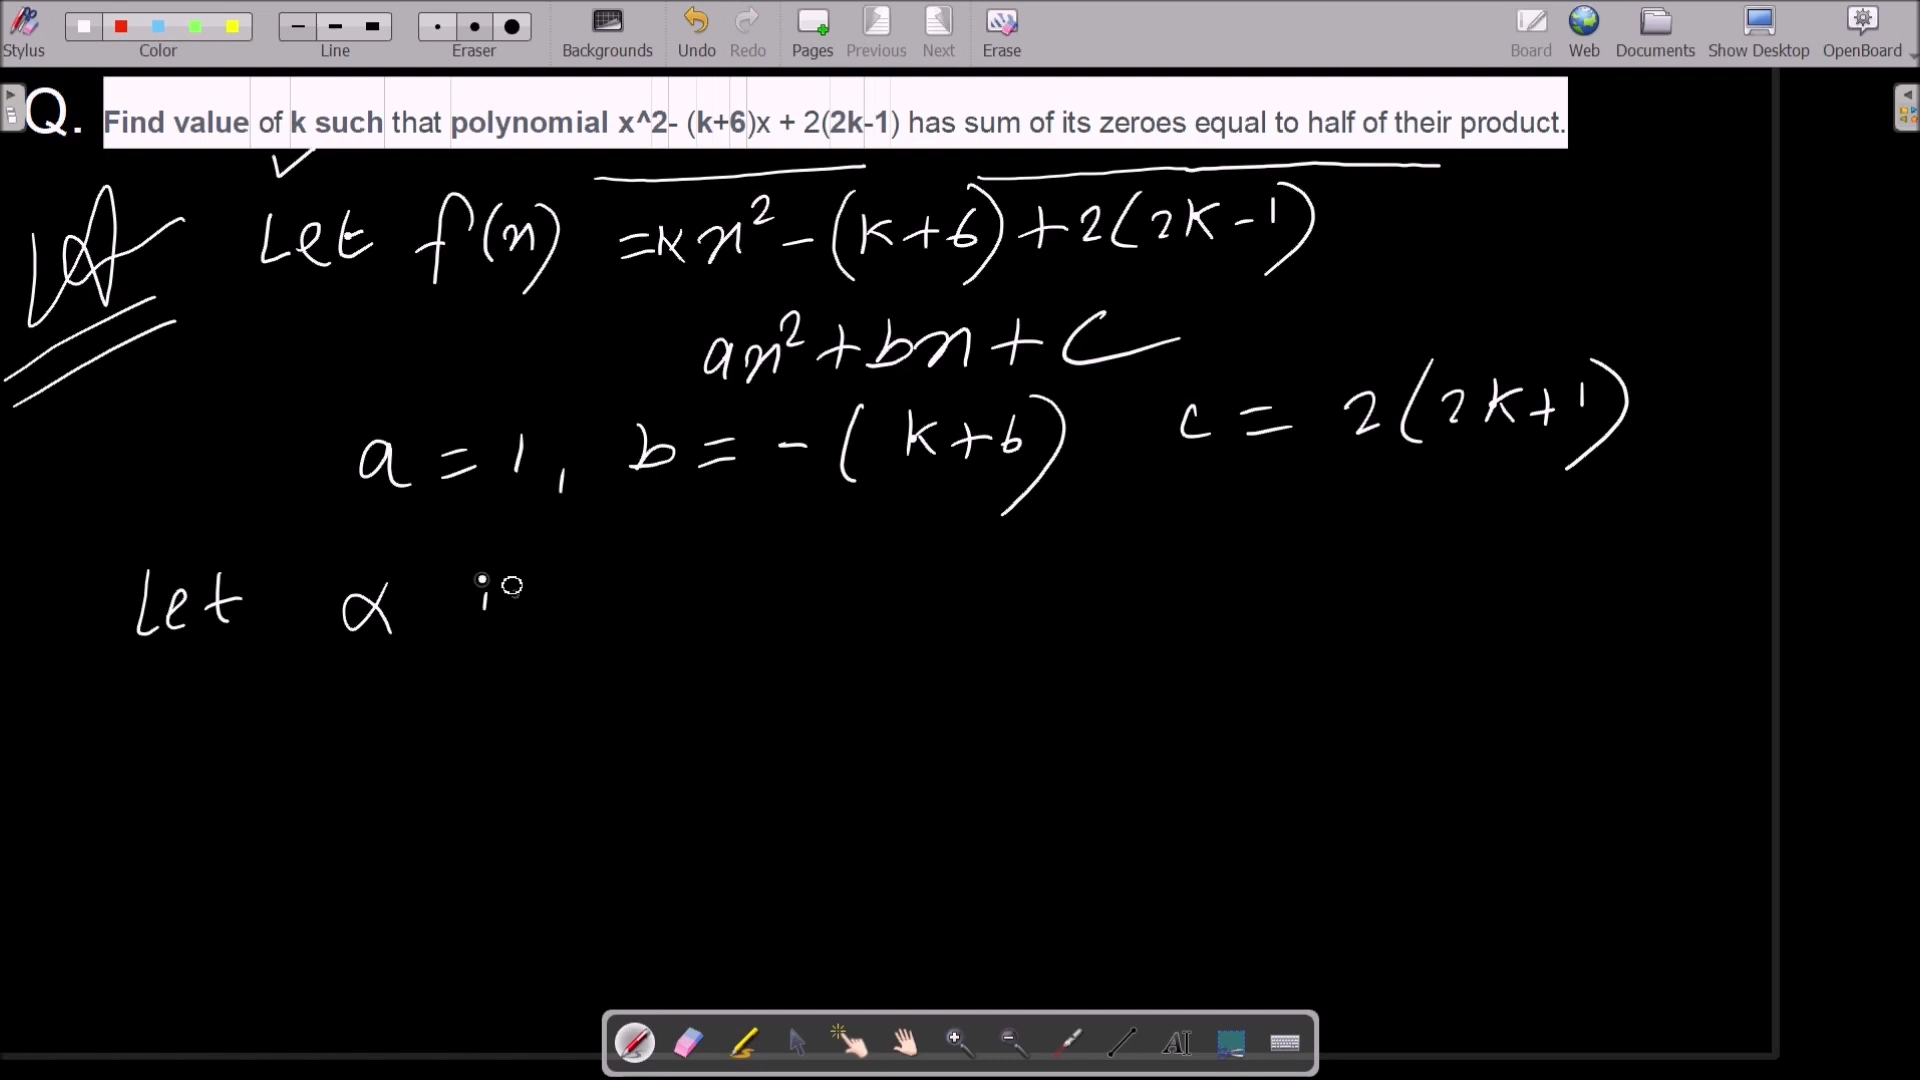 Stylus Color Line Eraser Backgrounds Undo Redo Pages Previous Next Erase Board Web Documents Show Desktop OpenBoard
Q. Find value of k such that polynomial x^2- (k+6)x + 2(2k-1) has sum of its zeroes equal to half of their product.
Let f(x) = x² - (k+6) + 2(2k-1)
ax² + bx + c
a = 1, b = -(k+6) c = 2(2k+1)
Let α i
AI